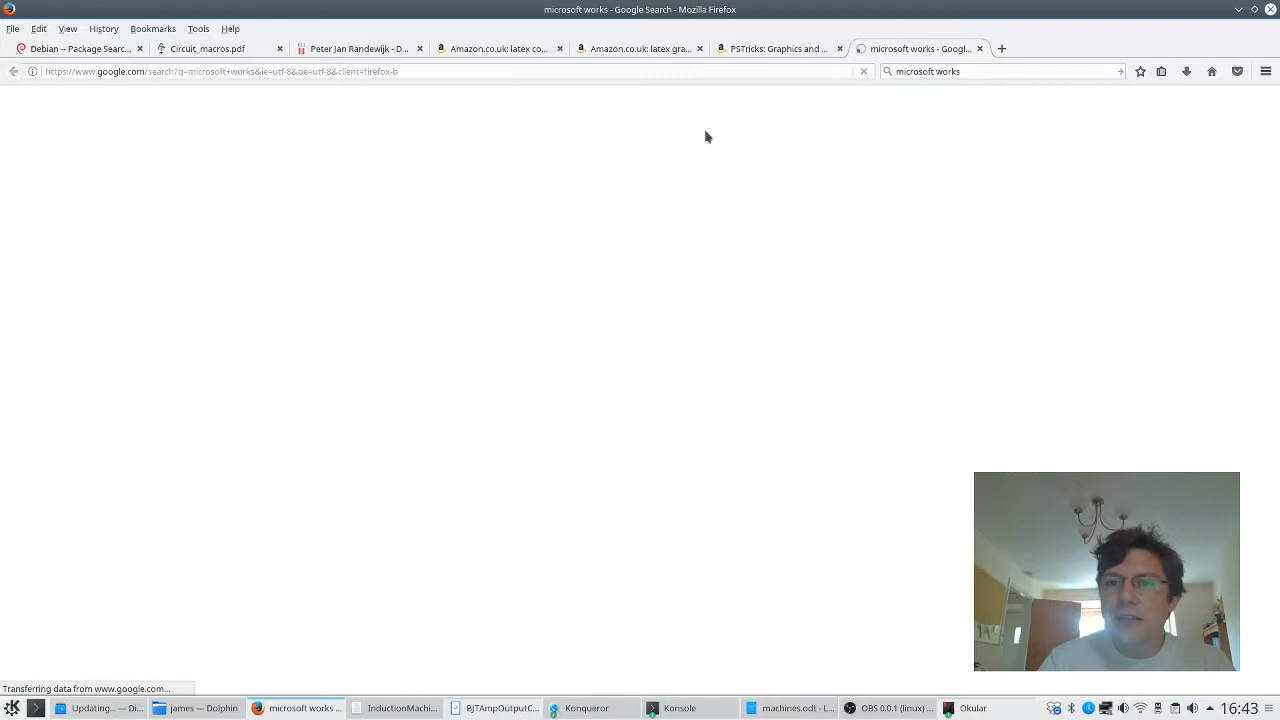 microsoft works - Google Search - Mozilla Firefox
File Edit View History Bookmarks Tools Help
Debian -- Package Searc...
Circuit_macros.pdf
Peter Jan Randewijk - D...
Amazon.co.uk: latex co...
Amazon.co.uk: latex gra...
PSTricks: Graphics and ...
microsoft works - Googl...
https://www.google.com/search?q=microsoft+works&ie=utf-8&oe=utf-8&client=firefox-b
microsoft works
Transferring data from www.google.com...
Updating... — Di...
james — Dolphin
microsoft works ...
InductionMachi...
BJTAmpOutputC...
Konqueror
Konsole
machines.odt - L...
OBS 0.0.1 (linux) ...
Okular
16:43